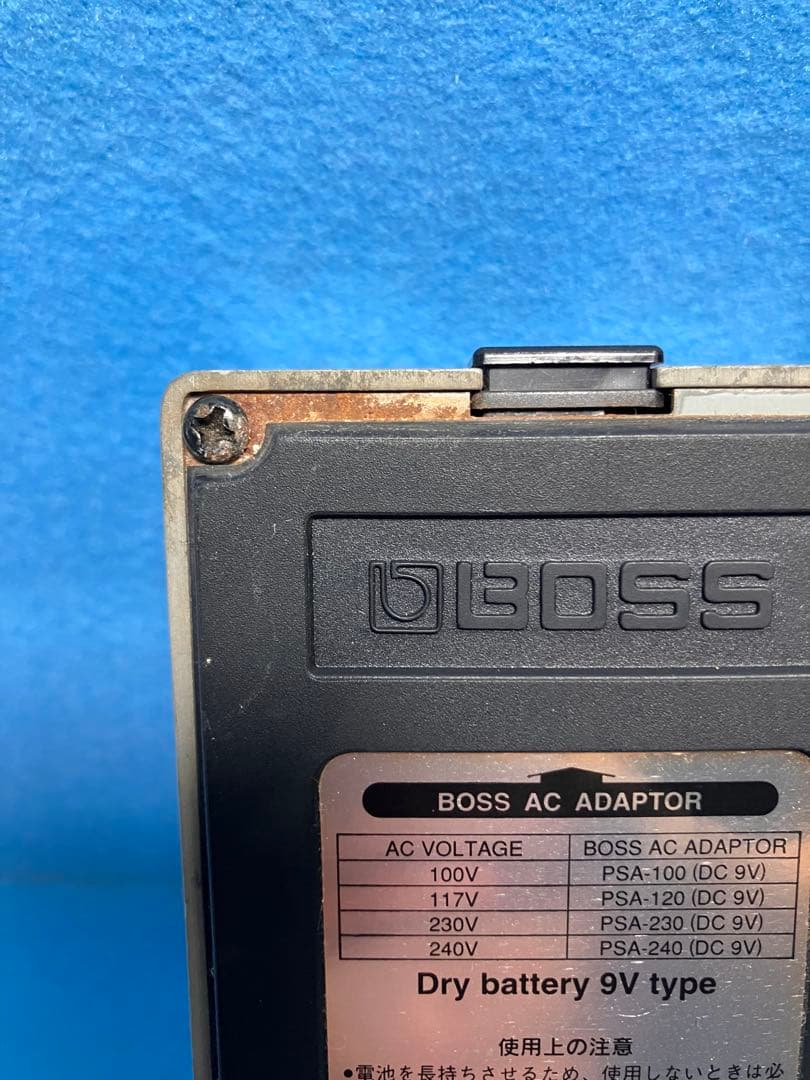 BOSS
BOSS AC ADAPTOR
AC VOLTAGE BOSS AC ADAPTOR
100V PSA-100 (DC 9V)
117V PSA-120 (DC 9V)
230V PSA-230 (DC 9V)
240V PSA-240 (DC 9V)
Dry battery 9V type
使用上の注意
•電池を長持ちさせるため、使用しないときは必